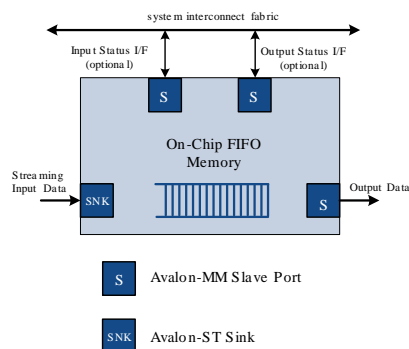 system interconnect fabric
Input Status I/F
(optional)
Output Status I/F
(optional)
S
S
On-Chip FIFO
Memory
Streaming
Input Data
SNK
S
Output Data
S
Avalon-MM Slave Port
SNK
Avalon-ST Sink